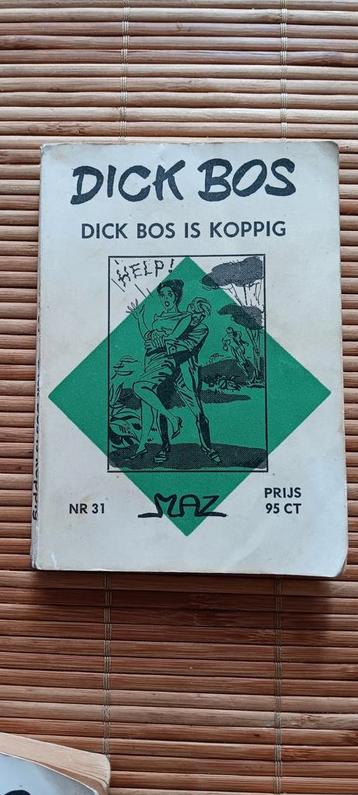 DICK BOS
DICK BOS IS KOPPIG
HELP!
NR 31
MAZ
PRIJS
95 CT